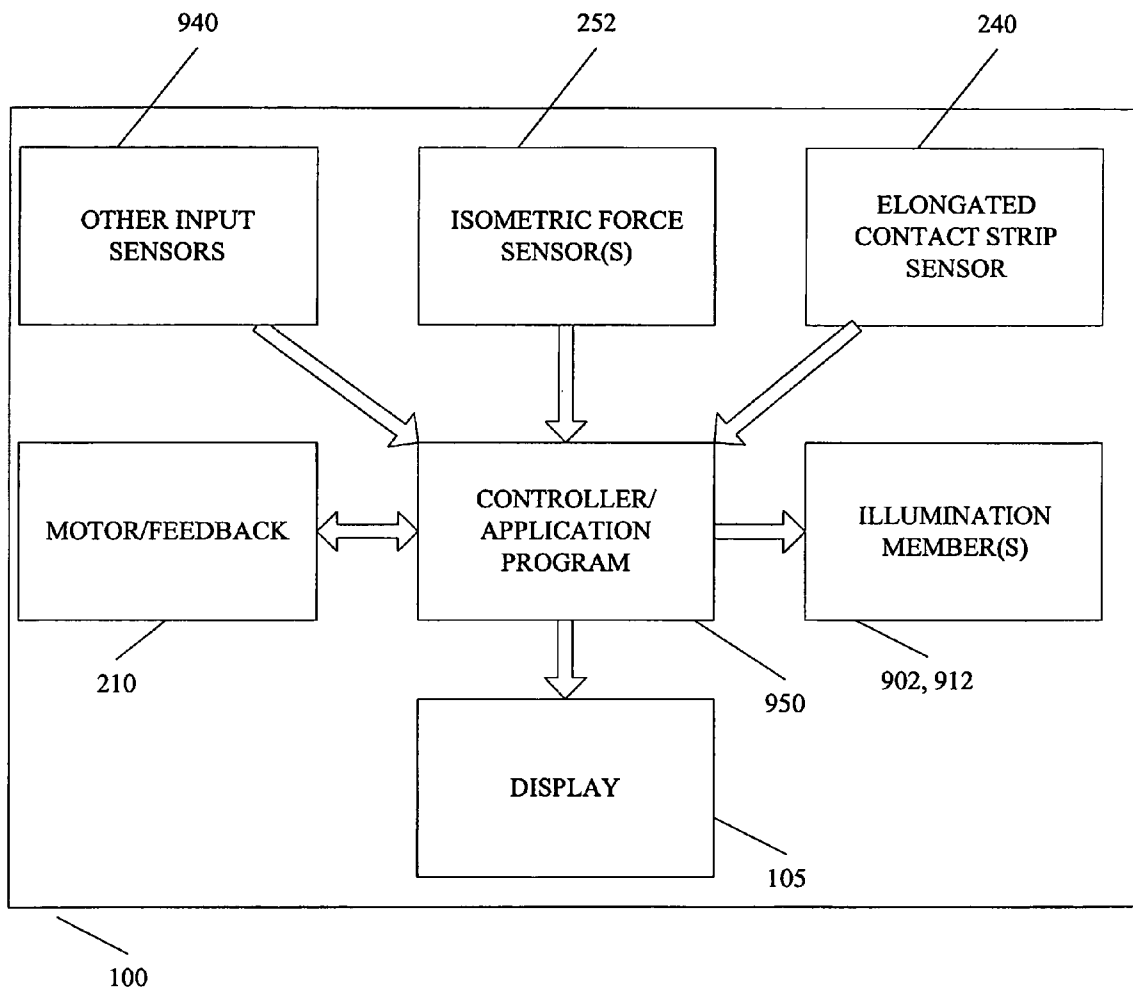 940
252
240
OTHER INPUT
SENSORS
ISOMETRIC FORCE
SENSOR(S)
ELONGATED
CONTACT STRIP
SENSOR
MOTOR/FEEDBACK
CONTROLLER/
APPLICATION
PROGRAM
ILLUMINATION
MEMBER(S)
210
950
902, 912
DISPLAY
105
100